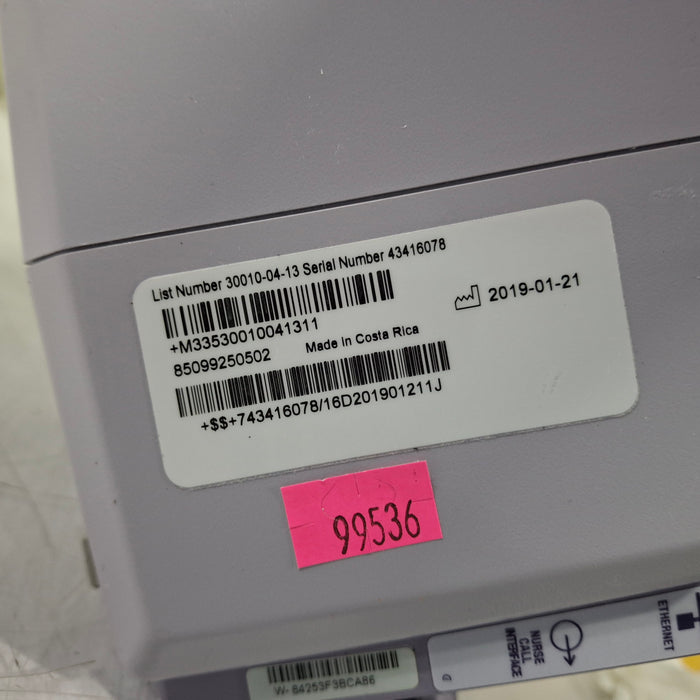 List Number 30010-04-13 Serial Number 43416078
2019-01-21
+M33530010041311
85099250502 Made in Costa Rica
+$$+743416078/16D201901211J
99536
ETHERNET
NURSE
CALL
INTERFACE
W- 64253F3BCA86